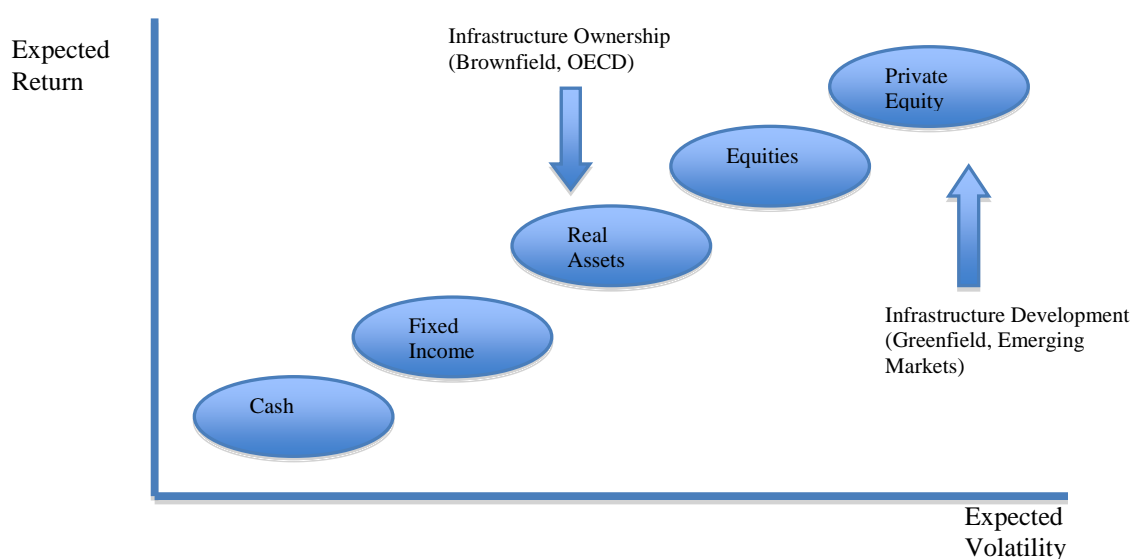 Expected
Return
Infrastructure Ownership
(Brownfield, OECD)
Private
Equity
Equities
Real
Assets
Infrastructure Development
(Greenfield, Emerging
Markets)
Fixed
Income
Cash
Expected
Volatility